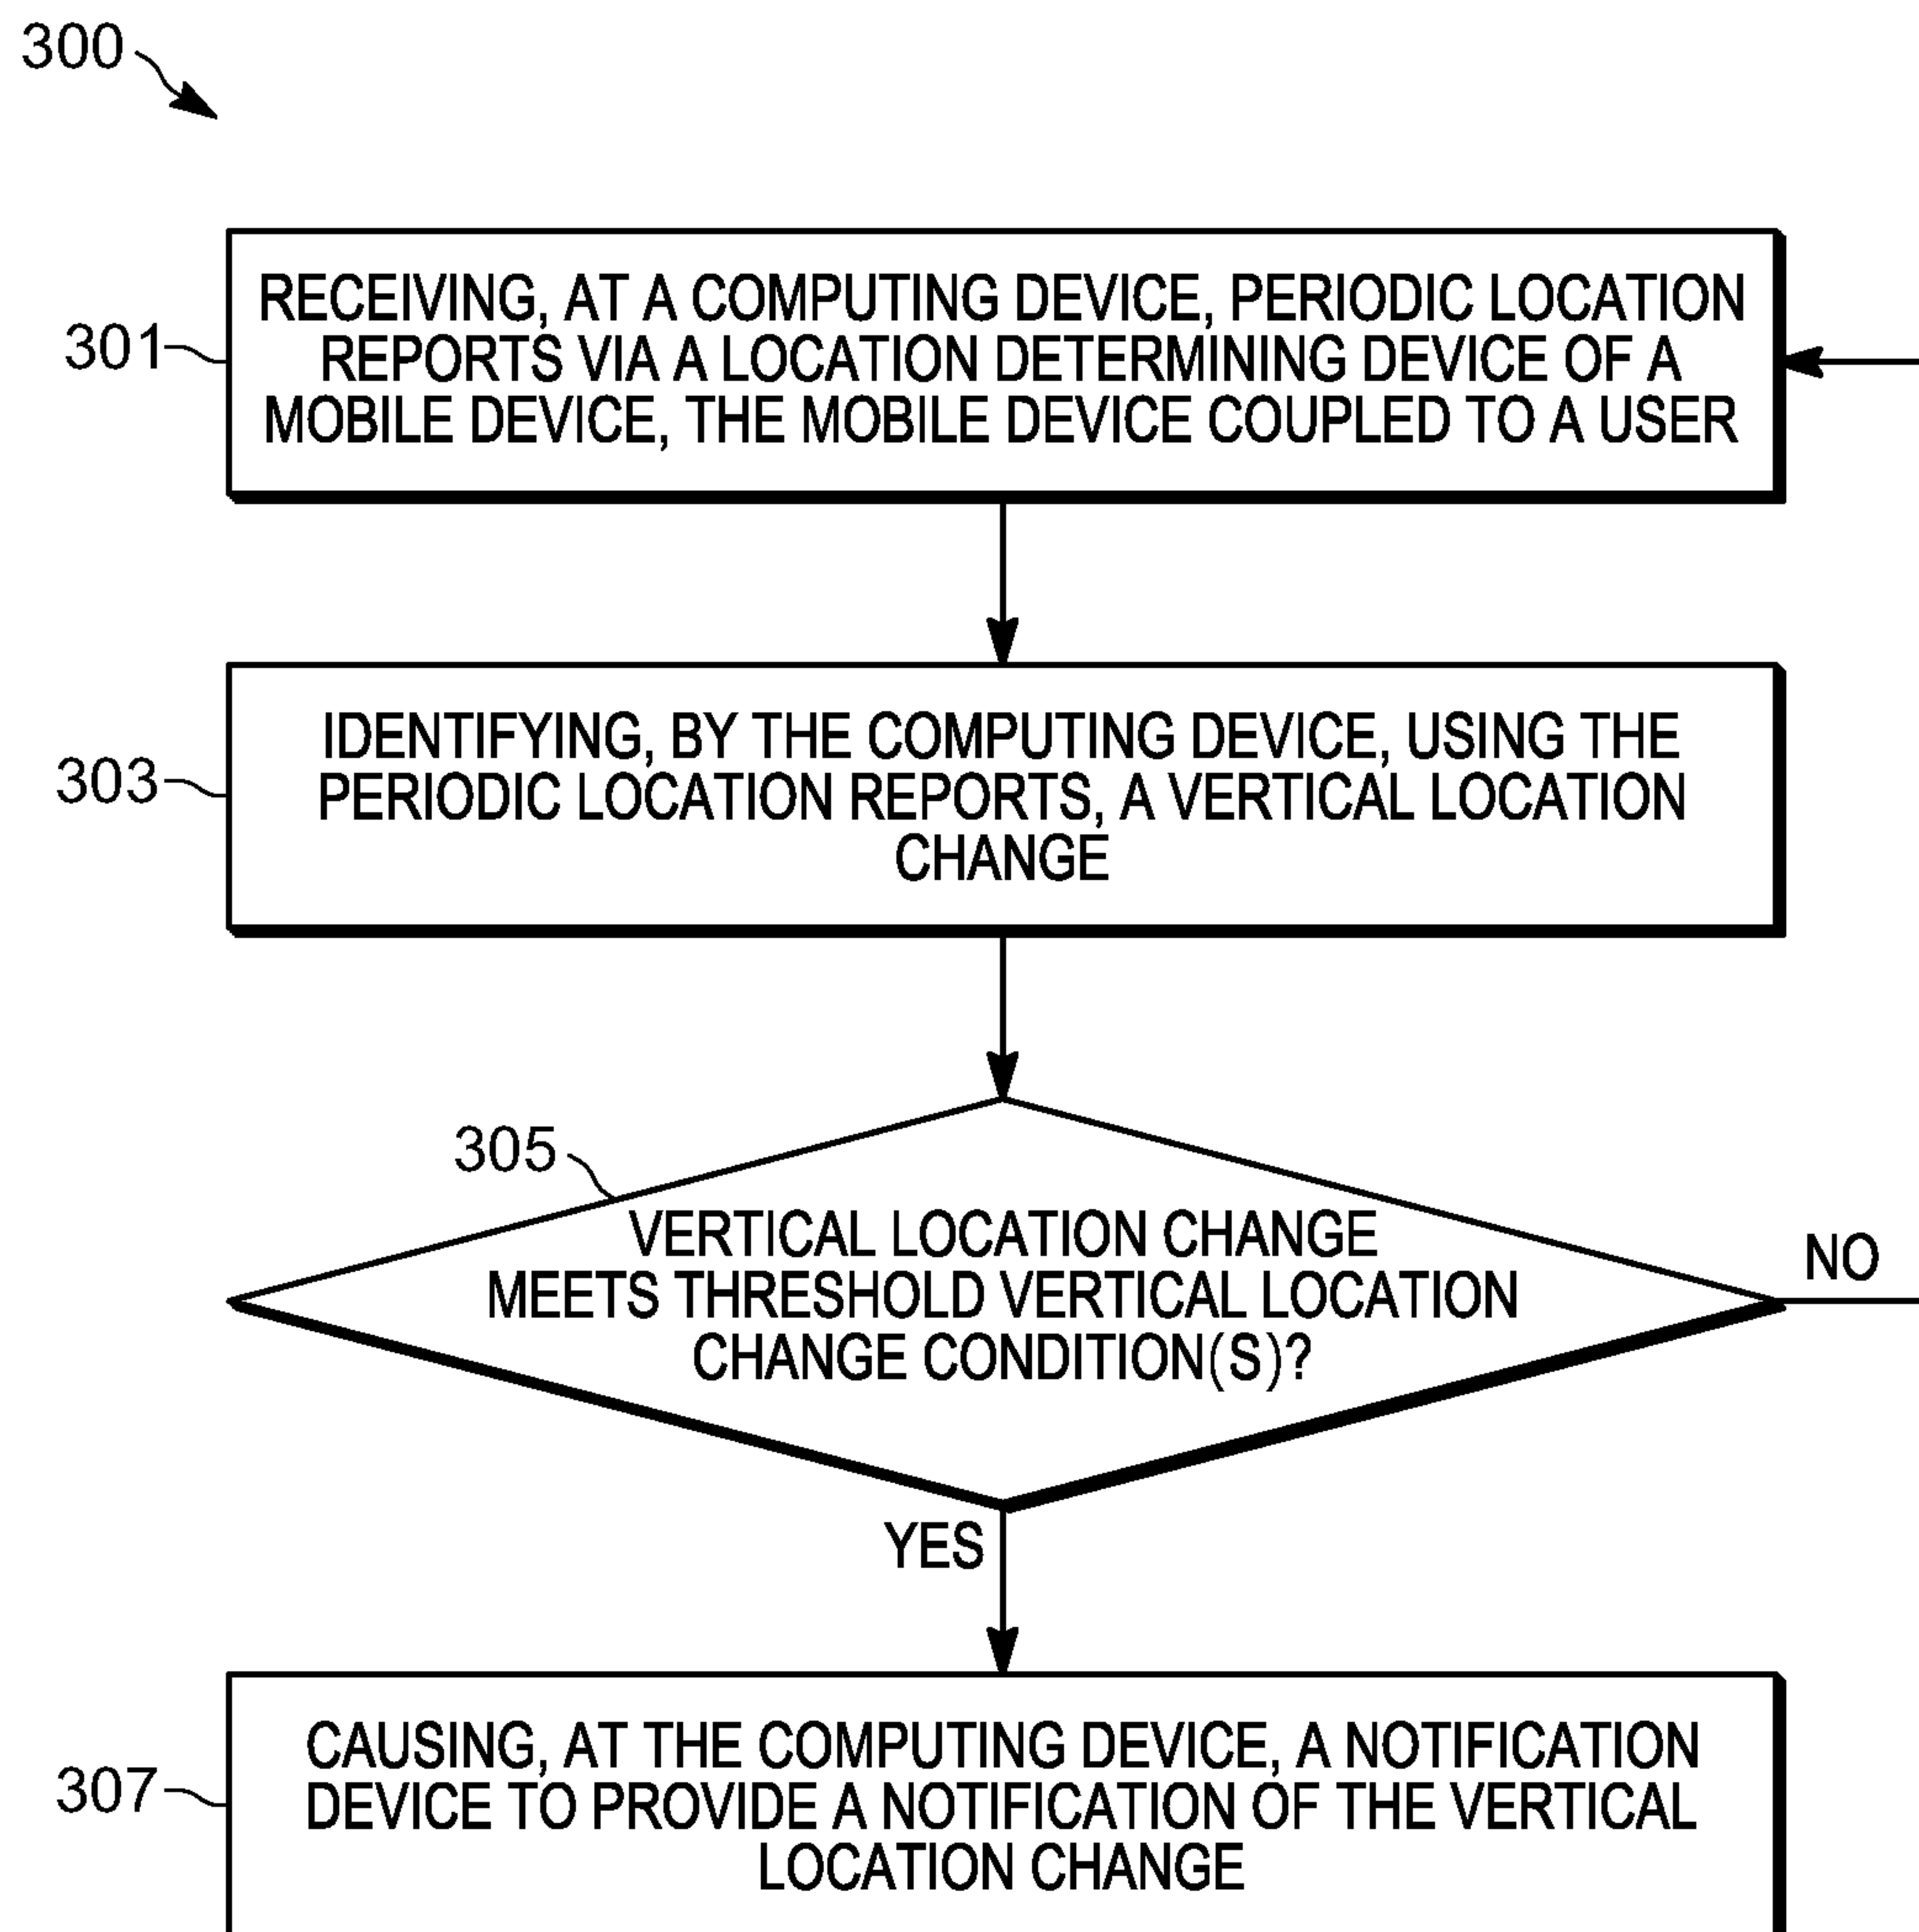 300
301
RECEIVING, AT A COMPUTING DEVICE, PERIODIC LOCATION
REPORTS VIA A LOCATION DETERMINING DEVICE OF A
MOBILE DEVICE, THE MOBILE DEVICE COUPLED TO A USER
303
IDENTIFYING, BY THE COMPUTING DEVICE, USING THE
PERIODIC LOCATION REPORTS, A VERTICAL LOCATION
CHANGE
305
VERTICAL LOCATION CHANGE
MEETS THRESHOLD VERTICAL LOCATION
CHANGE CONDITION(S)?
NO
YES
307
CAUSING, AT THE COMPUTING DEVICE, A NOTIFICATION
DEVICE TO PROVIDE A NOTIFICATION OF THE VERTICAL
LOCATION CHANGE